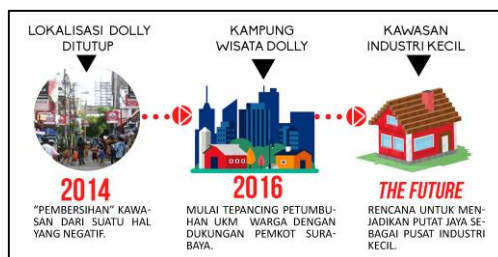 LOKALISASI DOLLY
DITUTUP
2014
"PEMBERSIHAN" KAWA-
SAN DARI SUATU HAL
YANG NEGATIF.
KAMPUNG
WISATA DOLLY
2016
MULAI TEPANCING PETUMBU-
HAN UKM WARGA DENGAN
DUKUNGAN PEMKOT SURA-
BAYA.
KAWASAN
INDUSTRI KECIL
THE FUTURE
RENCANA UNTUK MEN-
JADIKAN PUTAT JAYA SE-
BAGAI PUSAT INDUSTRI
KECIL.